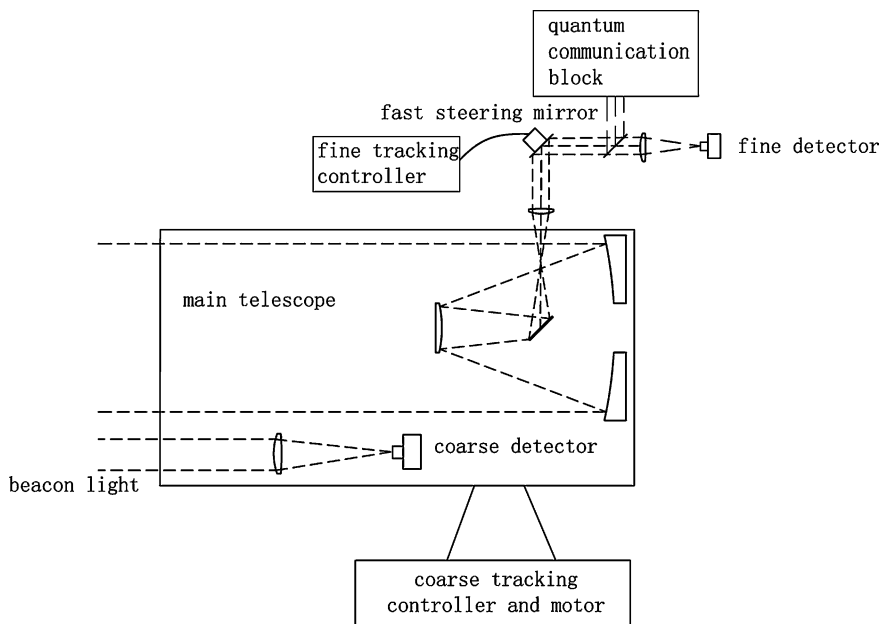 quantum
communication
block
fast steering mirror
fine tracking
controller
fine detector
main telescope
coarse detector
beacon light
coarse tracking
controller and motor